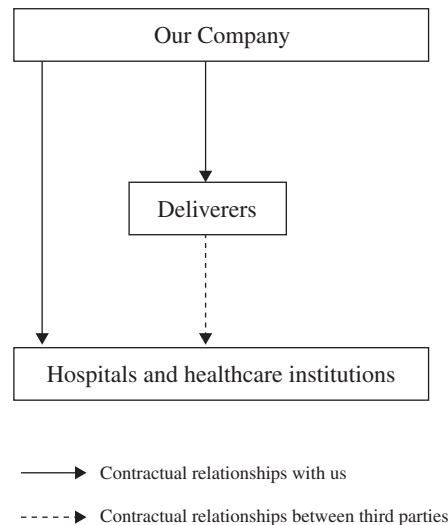 Our Company
Deliverers
Hospitals and healthcare institutions
Contractual relationships with us
Contractual relationships between third parties